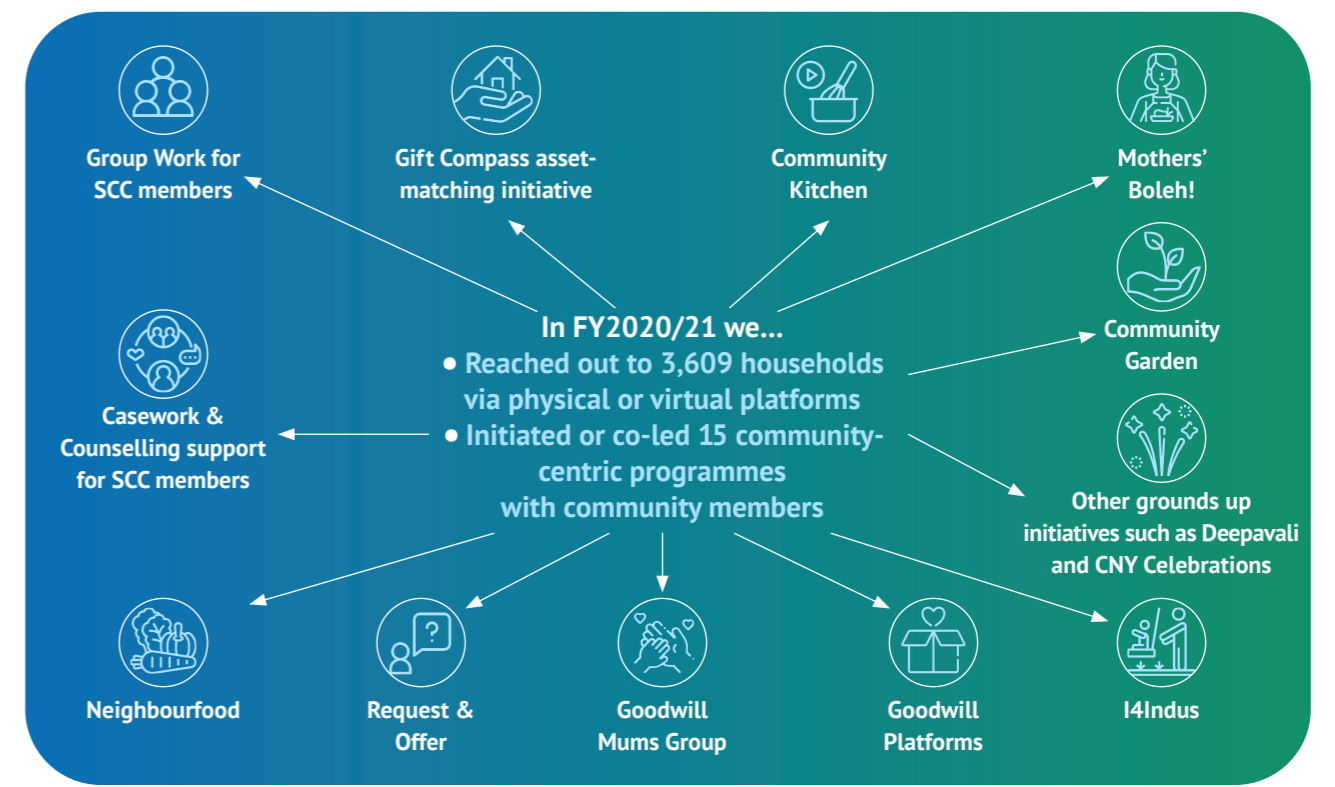 Group Work for
SCC members
Gift Compass asset-
matching initiative
Community
Kitchen
Mothers'
Boleh!
Community
Garden
In FY2020/21 we...
• Reached out to 3,609 households
via physical or virtual platforms
• Initiated or co-led 15 community-
centric programmes
with community members
Casework &
Counselling support
for SCC members
Other grounds up
initiatives such as Deepavali
and CNY Celebrations
Neighbourfood
Request &
Offer
Goodwill
Mums Group
Goodwill
Platforms
I4Indus